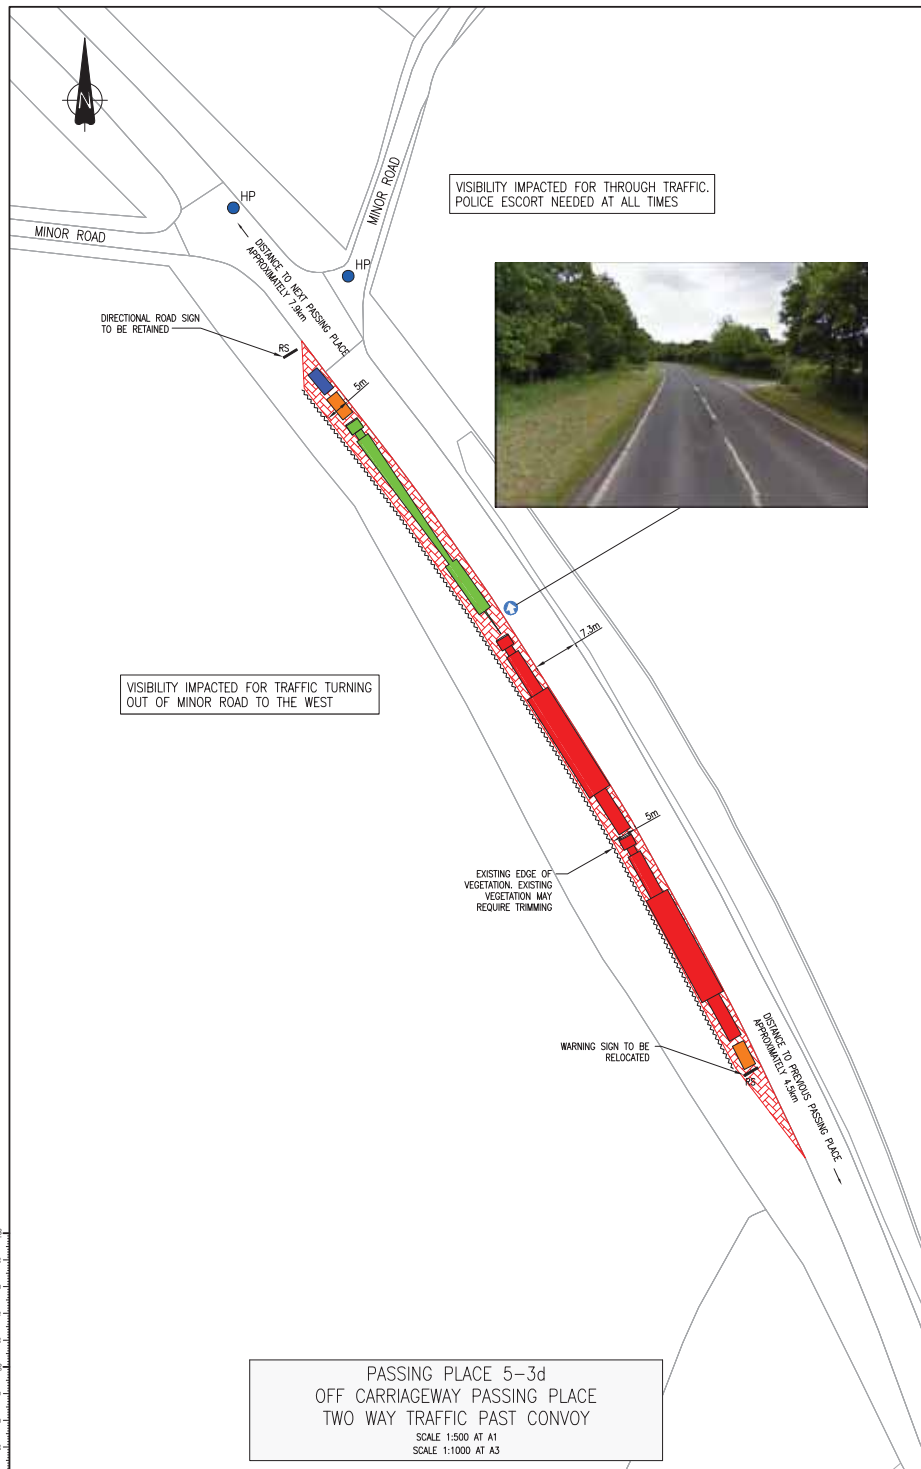 N
HP
MINOR ROAD
VISIBILITY IMPACTED FOR THROUGH TRAFFIC.
POLICE ESCORT NEEDED AT ALL TIMES
MINOR ROAD
HP
DISTANCE TO NEXT PASSING PLACE
APPROXIMATELY 7.9km
DIRECTIONAL ROAD SIGN
TO BE RETAINED
RS
5m
7.3m
VISIBILITY IMPACTED FOR TRAFFIC TURNING
OUT OF MINOR ROAD TO THE WEST
5m
EXISTING EDGE OF
VEGETATION. EXISTING
VEGETATION MAY
REQUIRE TRIMMING
WARNING SIGN TO BE
RELOCATED
RS
DISTANCE TO PREVIOUS PASSING PLACE
APPROXIMATELY 4.5km
PASSING PLACE 5-3d
OFF CARRIAGEWAY PASSING PLACE
TWO WAY TRAFFIC PAST CONVOY
SCALE 1:500 AT A1
SCALE 1:1000 AT A3